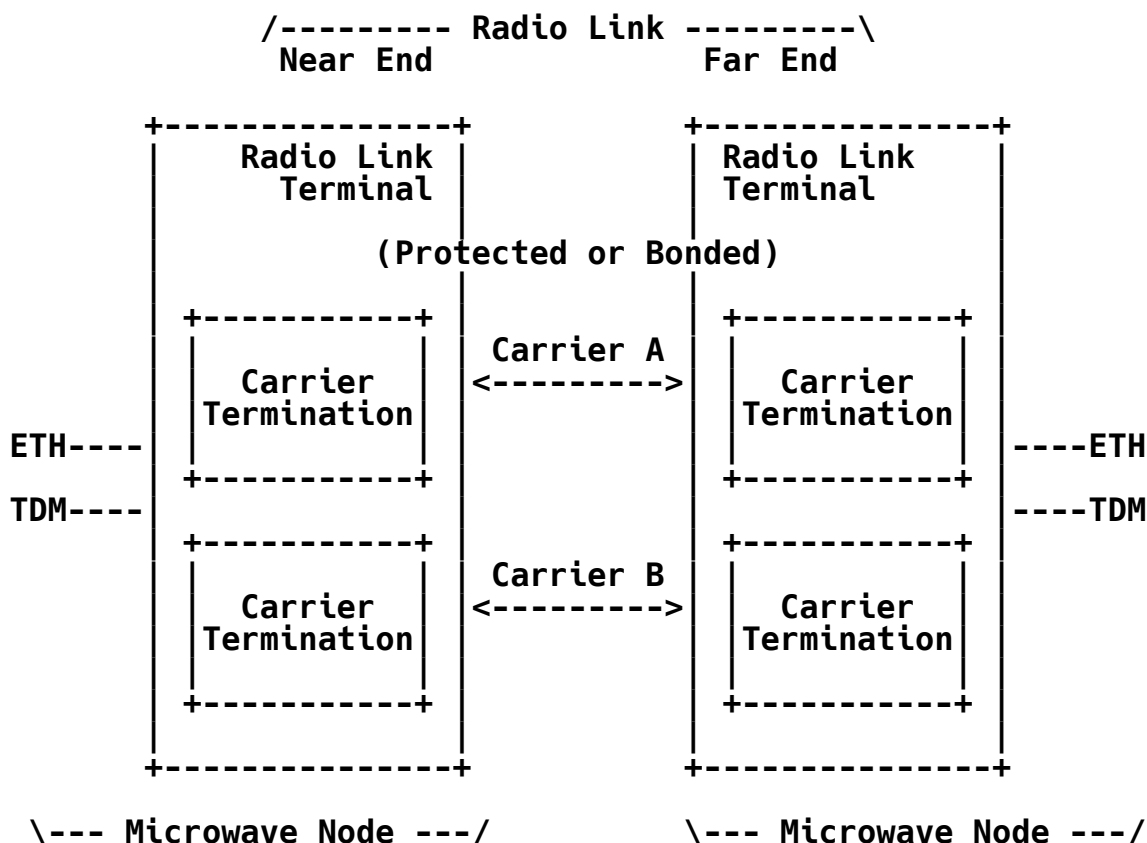 /--------- Radio Link ---------\
Near End Far End
+---------------+ +---------------+
| Radio Link | | Radio Link |
| Terminal | | Terminal |
(Protected or Bonded)
+-----------+ +-----------+
Carrier A
| Carrier | <---------> | Carrier |
|Termination| |Termination|
ETH---- ----ETH
+-----------+ +-----------+
TDM---- ----TDM
+-----------+ +-----------+
Carrier B
| Carrier | <---------> | Carrier |
|Termination| |Termination|
+-----------+ +-----------+
+---------------+ +---------------+
\--- Microwave Node ---/ \--- Microwave Node ---/